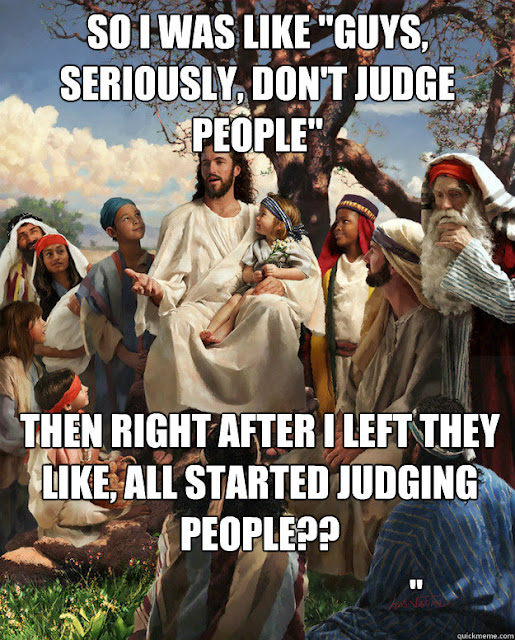 SO I WAS LIKE "GUYS,
SERIOUSLY, DON'T JUDGE
PEOPLE"
THEN RIGHT AFTER I LEFT THEY
LIKE, ALL STARTED JUDGING
PEOPLE??
"
quickmeme.com